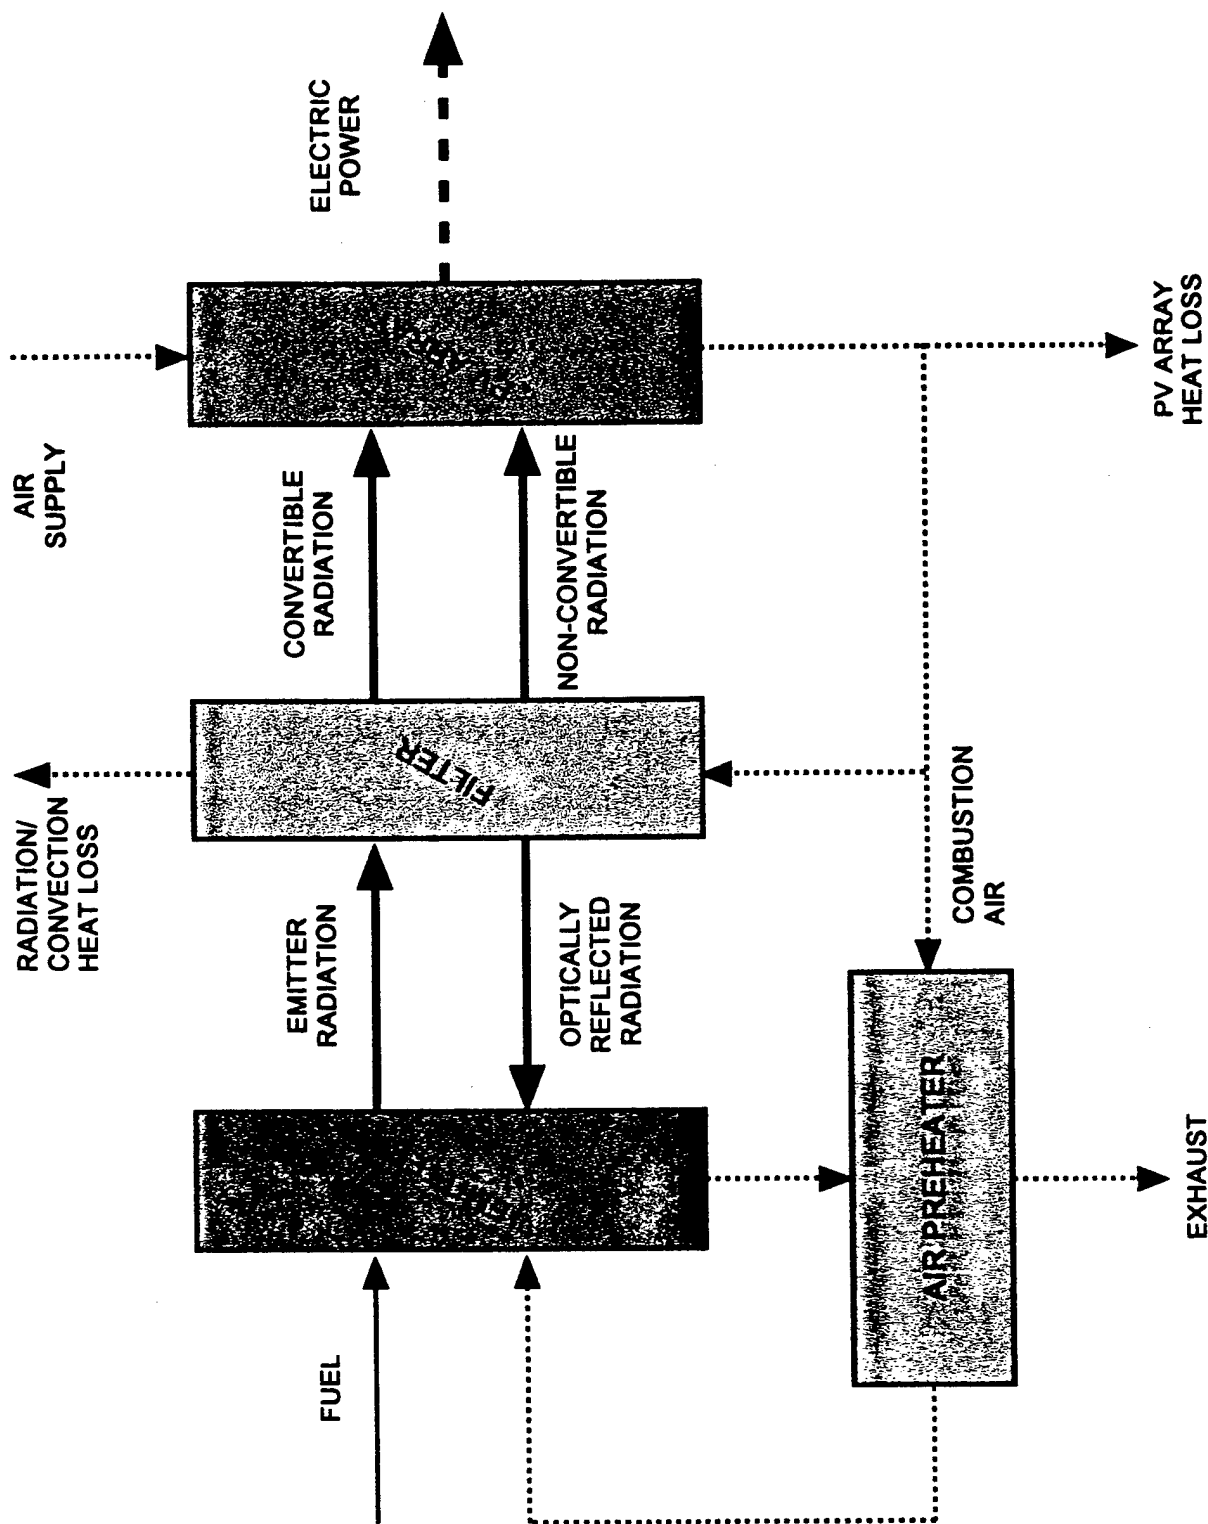 AIR
SUPPLY
ELECTRIC
POWER
RADIATION/
CONVECTION
HEAT LOSS
CONVERTIBLE
RADIATION
EMITTER
RADIATION
FILTER
ARRAY
NON-CONVERTIBLE
RADIATION
OPTICALLY
REFLECTED
RADIATION
FUEL
COMBUSTION
AIR
AIR PREHEATER
PV ARRAY
HEAT LOSS
EXHAUST